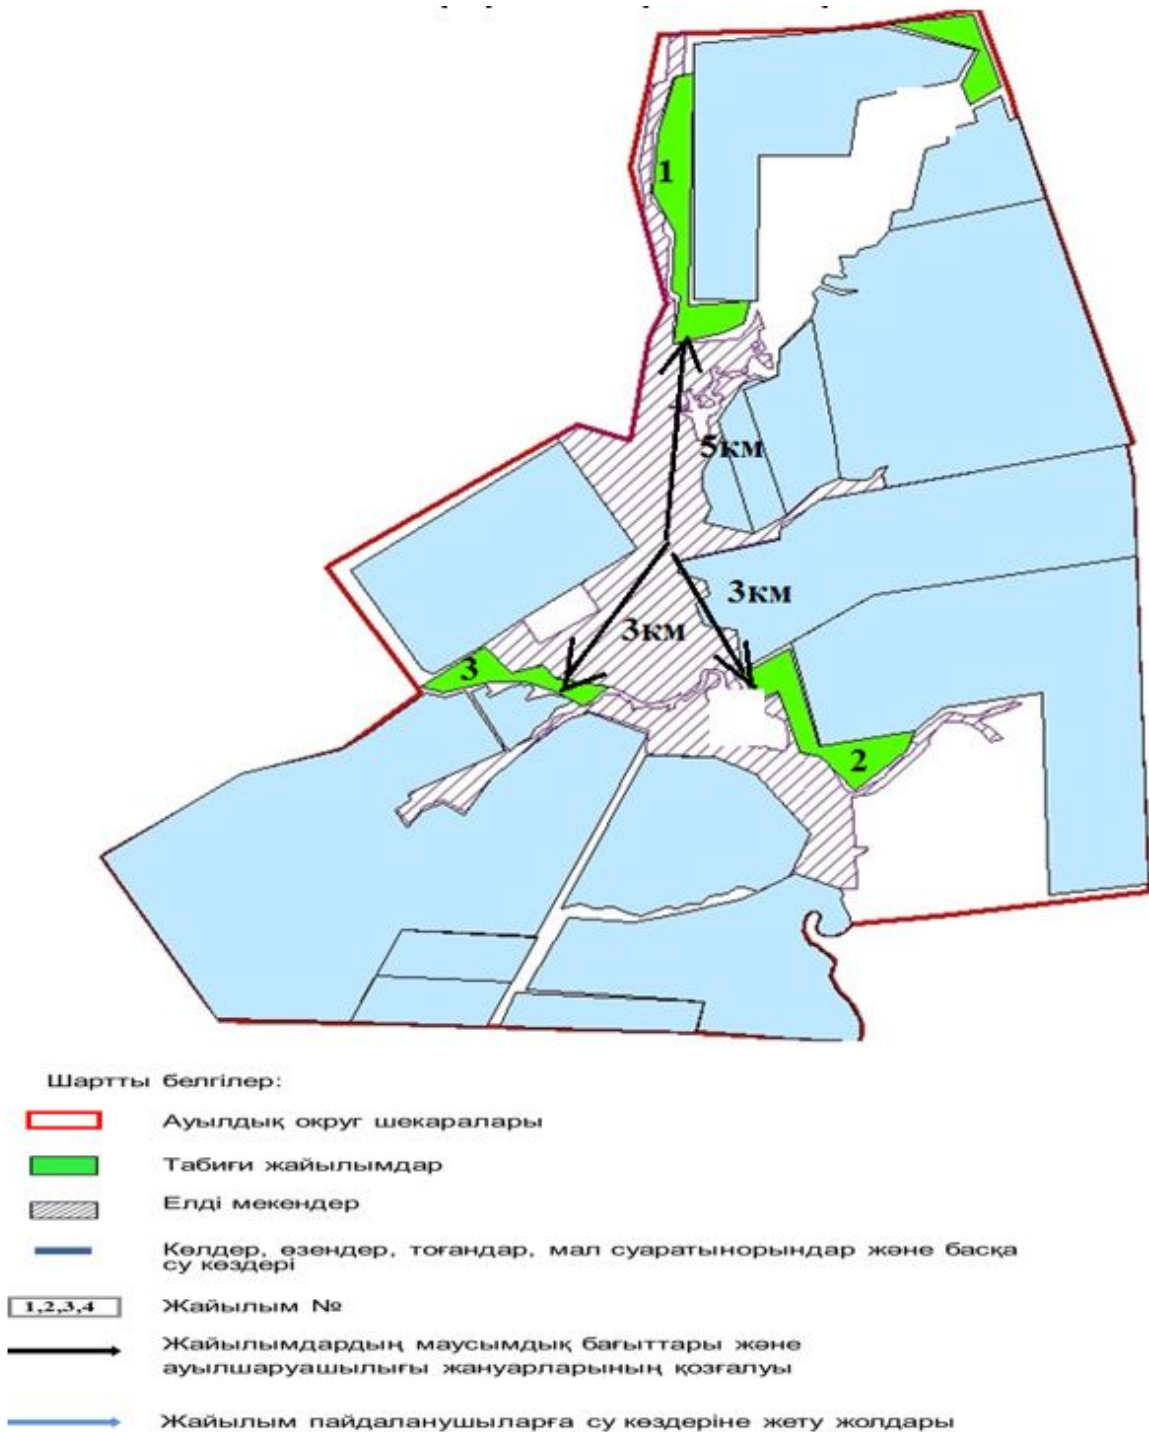 1
5км
3км
3км
3
2
Шартты белгілер:
Ауылдық округ шекаралары
Табиғи жайылымдар
Елді мекендер
Көлдер, өзендер, тоғандар, мал суаратынорындар және басқа
су көздері
1,2,3,4
Жайылым №
Жайылымдардың маусымдық бағыттары және
ауылшаруашылығы жануарларының қозғалуы
Жайылым пайдаланушыларға су көздеріне жету жолдары